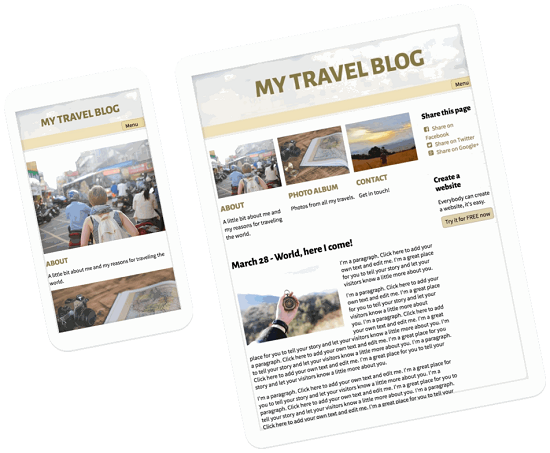 MY TRAVEL BLOG
Menu
ABOUT
A little bit about me and my reasons for traveling the
world.
MY TRAVEL BLOG
Menu
ABOUT
A little bit about me and
my reasons for traveling
the world.
PHOTO ALBUM
Photos from all my travels.
CONTACT
Get in touch!
Share this page
Share on
Facebook
Share on Twitter
Share on Google+
Create a
website
Everybody can create
a website, it's easy.
Try it for FREE now
March 28 - World, here I come!
I'm a paragraph. Click here to add your
own text and edit me. I'm a great place
for you to tell your story and let your
visitors know a little more about you.
I'm a paragraph. Click here to add your
own text and edit me. I'm a great place
for you to tell your story and let your
visitors know a little more about
you. I'm a paragraph. Click here to add
your own text and edit me. I'm a great
place for you to tell your story and let your visitors know a little more about you. I'm
a paragraph. Click here to add your own text and edit me. I'm a great place for you
to tell your story and let your visitors know a little more about you. I'm a paragraph.
Click here to add your own text and edit me. I'm a great place for you to tell your
story and let your visitors know a little more about you.
I'm a paragraph. Click here to add your own text and edit me. I'm a great place for
you to tell your story and let your visitors know a little more about you. I'm a
paragraph. Click here to add your own text and edit me. I'm a great place for you to
tell your story and let your visitors know a little more about you. I'm a paragraph.
Click here to add your own text and edit me. I'm a great place for you to tell your